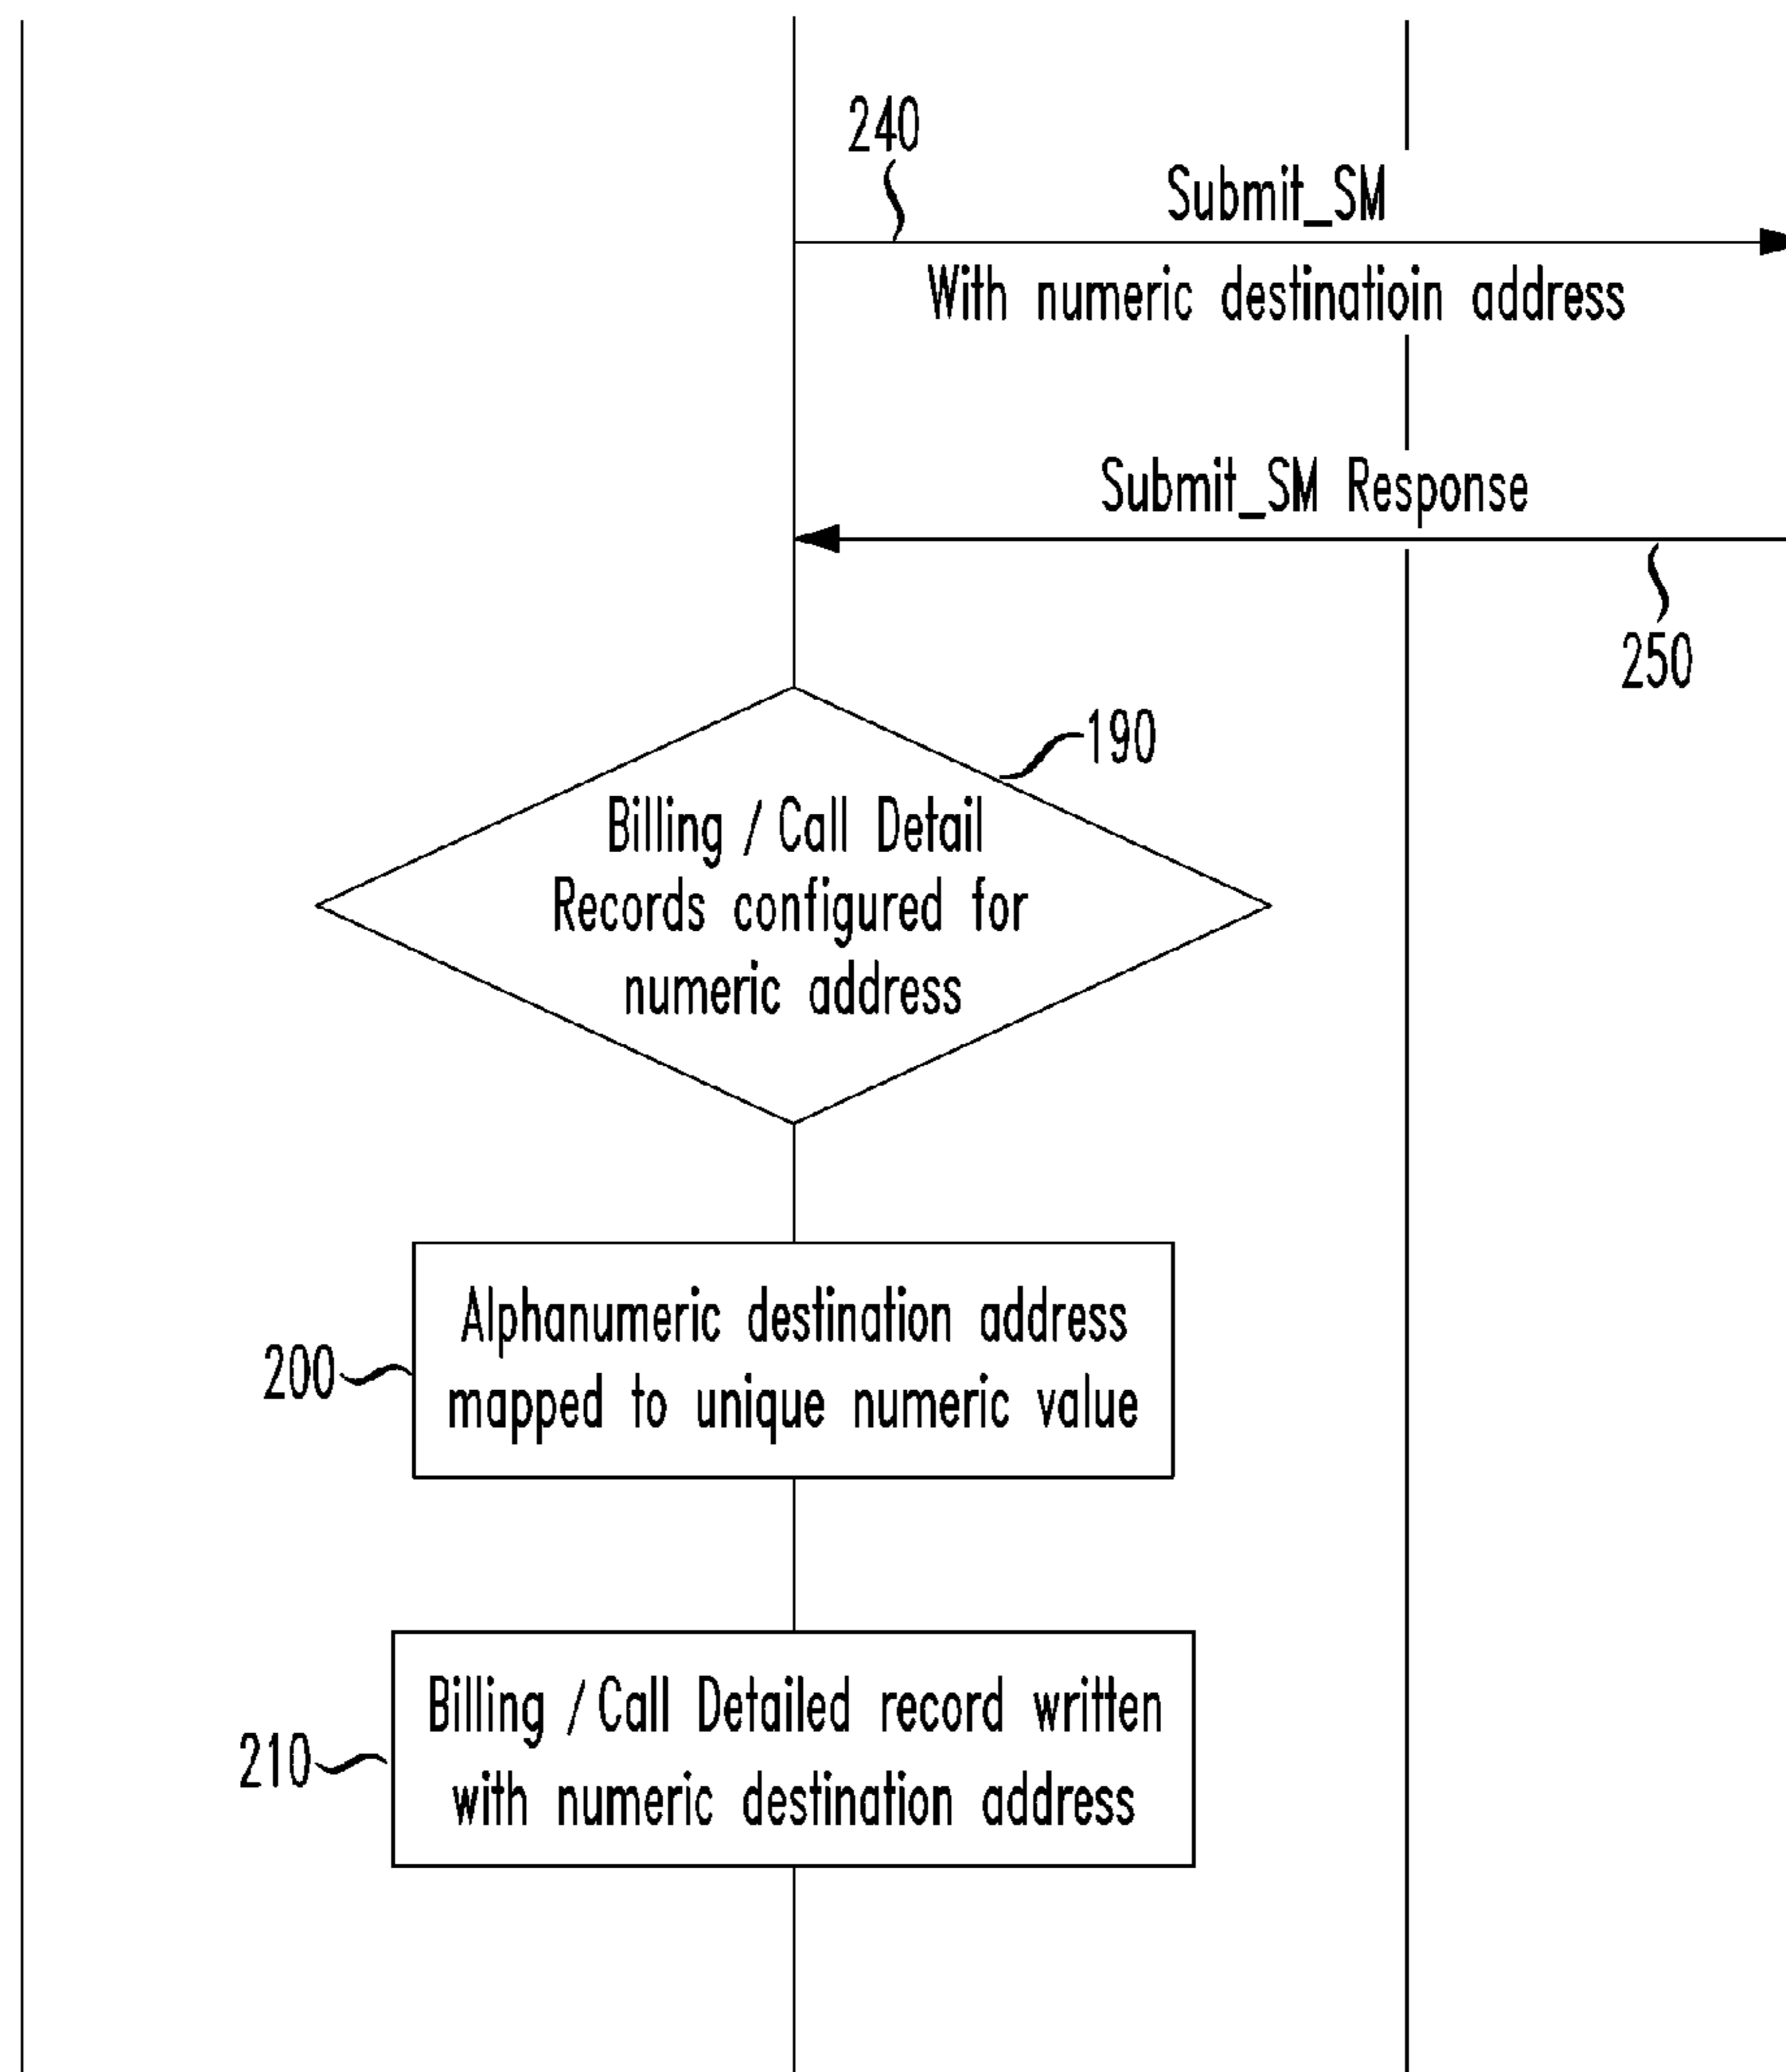 240
Submit_SM
With numeric destinatioin address
Submit_SM Response
250
190
Billing / Call Detail
Records configured for
numeric address
200
Alphanumeric destination address
mapped to unique numeric value
210
Billing / Call Detailed record written
with numeric destination address